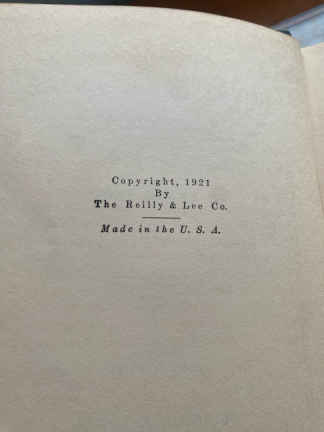 Copyright, 1921
By
The Reilly & Lee Co.
Made in the U. S. A.